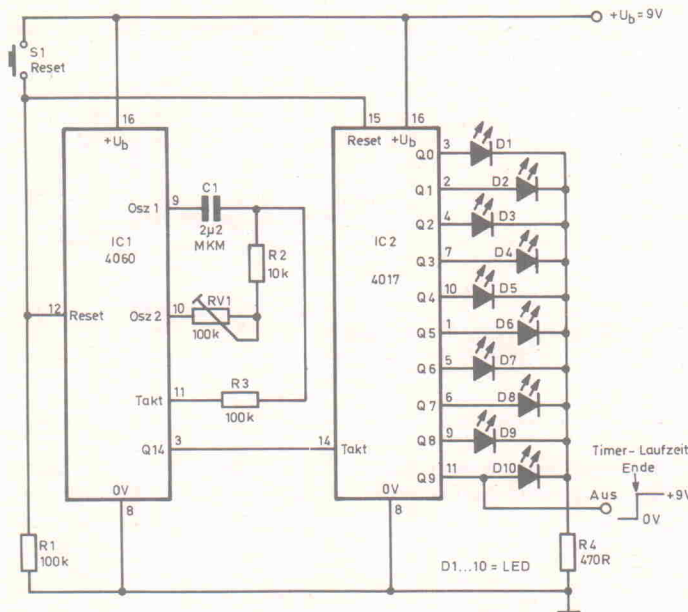 +Ub = 9V
S1
Reset
16
+Ub
15
16
Reset
+Ub
3
D1
Q0
Q1
2
D2
Osz 1
9
C1
2µ2
MKM
Q2
4
D3
IC1
4060
R2
10k
IC2
4017
Q3
7
D4
Q4
10
D5
12
Reset
Osz 2
10
RV1
100k
Q5
1
D6
Q6
5
D7
Takt
11
R3
100k
Q7
6
D8
Q14
3
14
Takt
Q8
9
D9
Q9
11
D10
Timer-Laufzeit
Ende
0V
8
0V
8
Aus
+9V
0V
R1
100k
D1...10 = LED
R4
470R